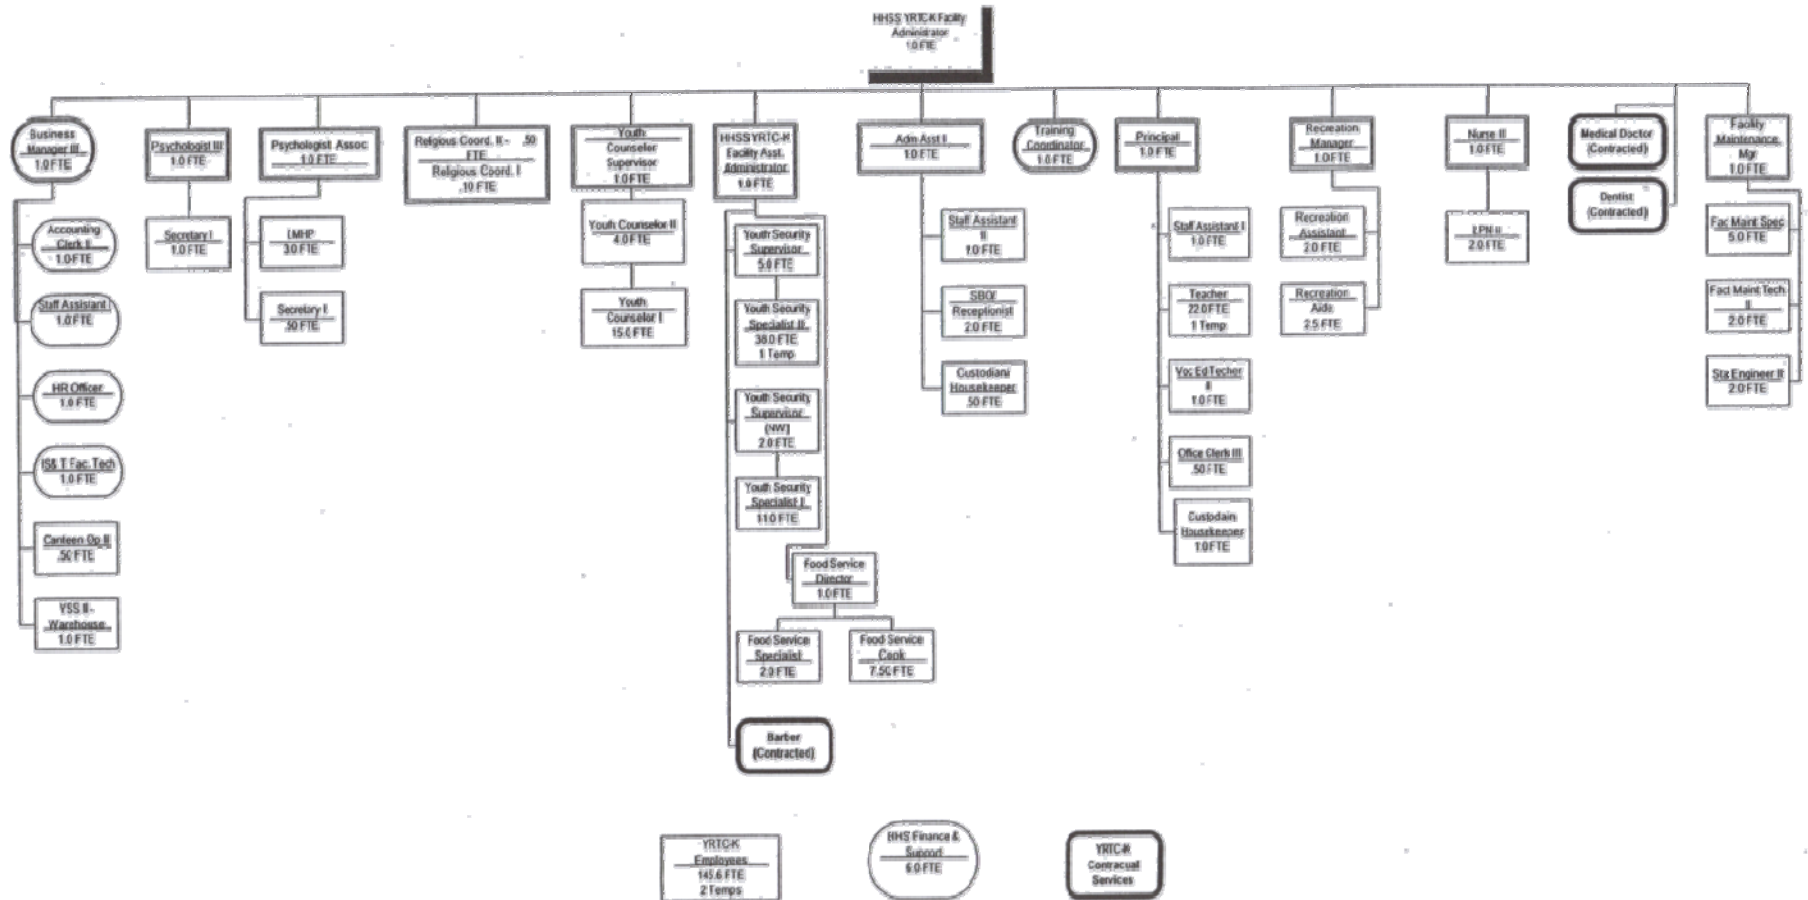 HHSS YRTC-K Facility
Administrator
1.0 FTE
Business
Manager III
1.0 FTE
Psychologist III
1.0 FTE
Psychologist Assoc
1.0 FTE
Religious Coord. II - .50
FTE
Religious Coord. I
.10 FTE
Youth
Counselor
Supervisor
1.0 FTE
HHSS YRTC-K
Facility Asst.
Administrator
1.0 FTE
Adm Asst II
1.0 FTE
Training
Coordinator
1.0 FTE
Principal
1.0 FTE
Recreation
Manager
1.0 FTE
Nurse II
1.0 FTE
Medical Doctor
(Contracted)
Dentist
(Contracted)
Facility
Maintenance
Mgr
1.0 FTE
Accounting
Clerk II
1.0 FTE
Staff Assistant I
1.0 FTE
HR Officer
1.0 FTE
IS& T Fac. Tech
1.0 FTE
Canteen Op II
.50 FTE
YSS II -
Warehouse
1.0 FTE
Secretary I
1.0 FTE
LMHP
3.0 FTE
Secretary I
.50 FTE
Youth Counselor II
4.0 FTE
Youth
Counselor I
15.0 FTE
Youth Security
Supervisor
5.0 FTE
Youth Security
Specialist II
38.0 FTE
1 Temp
Youth Security
Supervisor
(NW)
2.0 FTE
Youth Security
Specialist I
11.0 FTE
Food Service
Director
1.0 FTE
Food Service
Specialist
2.0 FTE
Food Service
Cook
7.50 FTE
Barber
(Contracted)
Staff Assistant
II
1.0 FTE
SBO/
Receptionist
2.0 FTE
Custodian/
Housekeeper
.50 FTE
Staff Assistant I
1.0 FTE
Teacher
22.0 FTE
1 Temp
Voc Ed Techer
II
1.0 FTE
Office Clerk III
.50 FTE
Custodain
Housekeeper
1.0 FTE
Recreation
Assistant
2.0 FTE
Recreation
Aide
2.5 FTE
LPN II
2.0 FTE
Fac Maint Spec
5.0 FTE
Facl Maint Tech
II
2.0 FTE
Stg Engineer II
2.0 FTE
YRTC-K
Employees
145.6 FTE
2 Temps
HHS Finance &
Support
6.0 FTE
YRTC-K
Contracual
Services